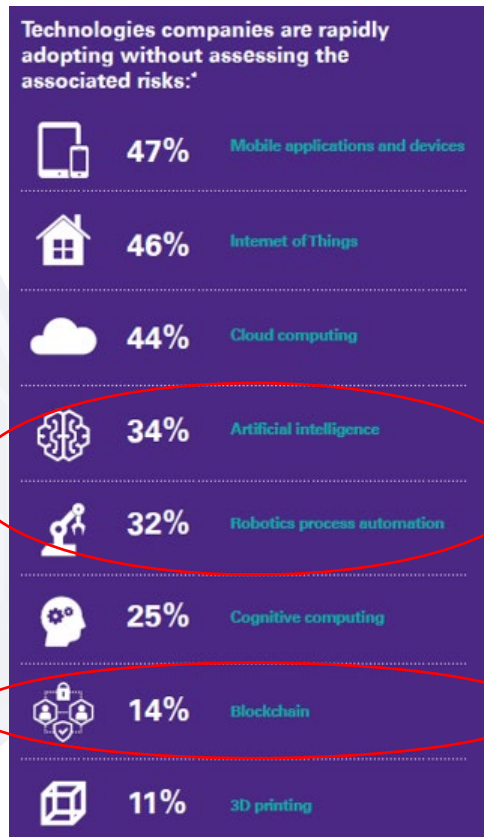 Technologies companies are rapidly
adopting without assessing the
associated risks:*
47% Mobile applications and devices
46% Internet of Things
44% Cloud computing
34% Artificial intelligence
32% Robotics process automation
25% Cognitive computing
14% Blockchain
11% 3D printing